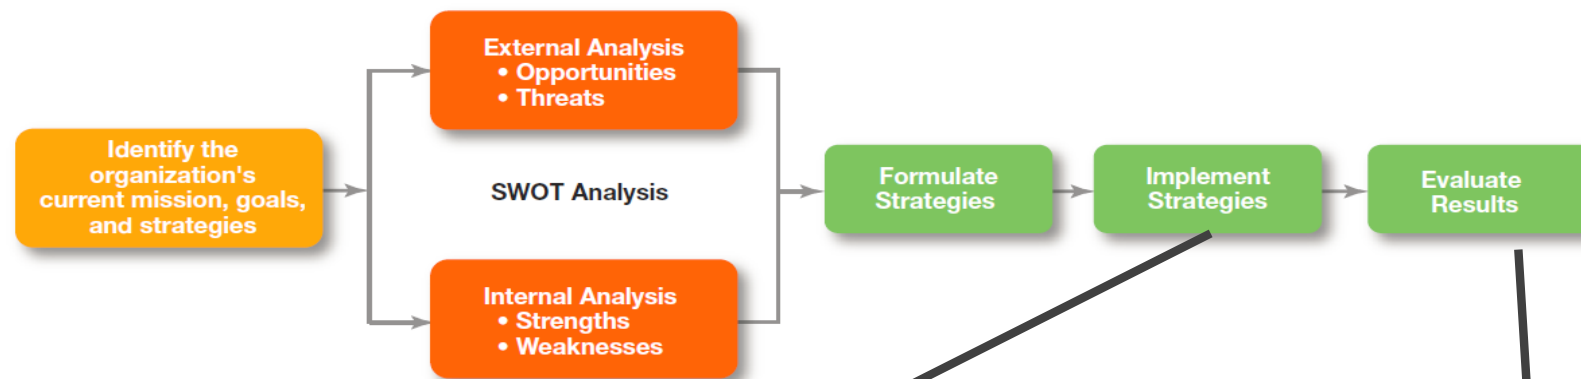 Identify the
organization's
current mission, goals,
and strategies
External Analysis
• Opportunities
• Threats
SWOT Analysis
Internal Analysis
• Strengths
• Weaknesses
Formulate
Strategies
Implement
Strategies
Evaluate
Results